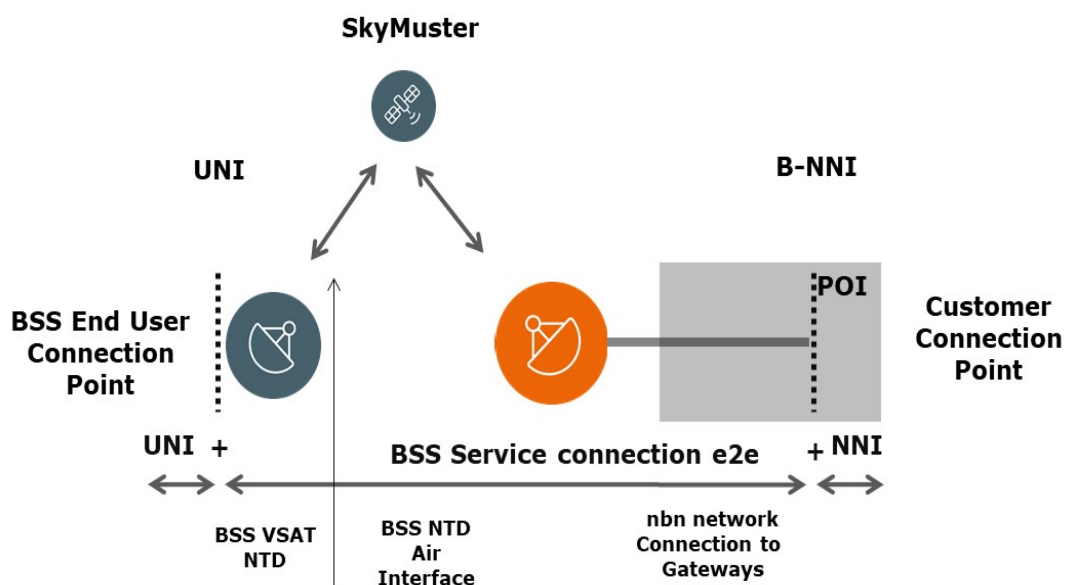 SkyMuster
UNI
B-NNI
POI
BSS End User
Connection
Point
Customer
Connection
Point
UNI +
BSS Service connection e2e
+ NNI
BSS VSAT
NTD
BSS NTD
Air
Interface
nbn network
Connection to
Gateways